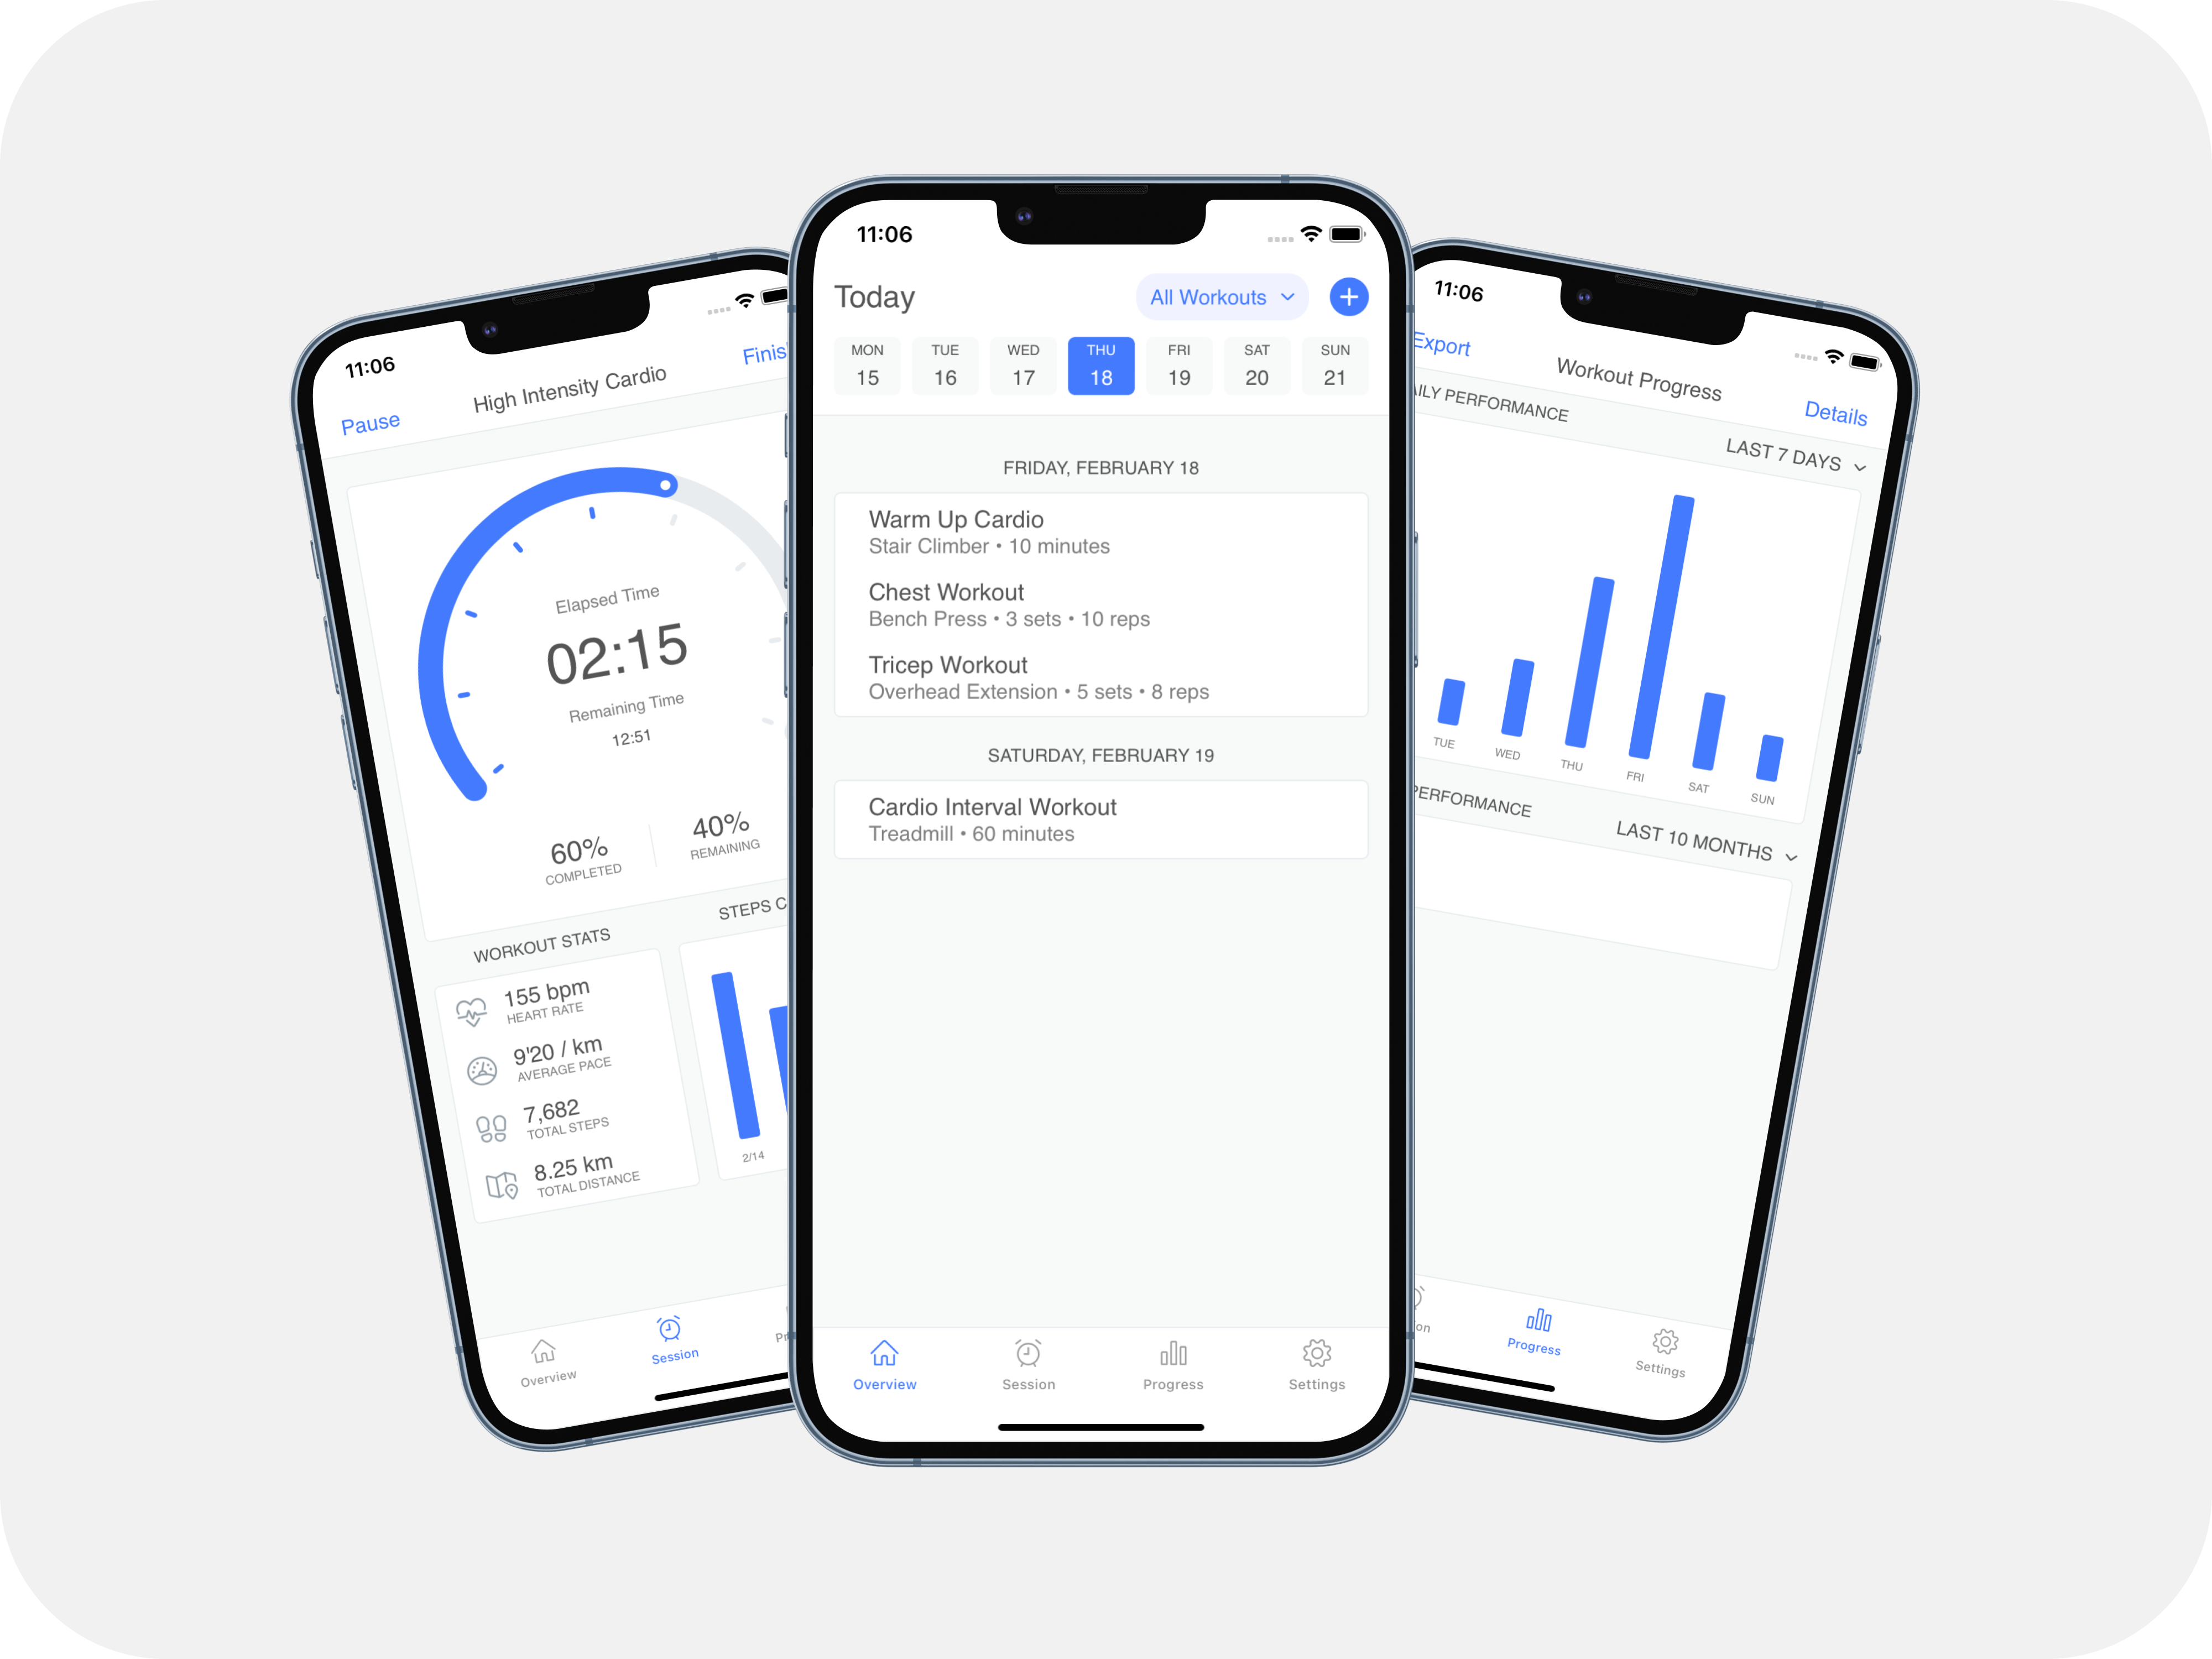 11:06
Pause
High Intensity Cardio
Finis
Elapsed Time
02:15
Remaining Time
12:51
60%
COMPLETED
40%
REMAINING
WORKOUT STATS
STEPS C
155 bpm
HEART RATE
9'20 / km
AVERAGE PACE
7,682
TOTAL STEPS
8.25 km
TOTAL DISTANCE
2/14
Overview
Session
Pr
11:06
Today
All Workouts
MON
15
TUE
16
WED
17
THU
18
FRI
19
SAT
20
SUN
21
FRIDAY, FEBRUARY 18
Warm Up Cardio
Stair Climber • 10 minutes
Chest Workout
Bench Press • 3 sets • 10 reps
Tricep Workout
Overhead Extension • 5 sets • 8 reps
SATURDAY, FEBRUARY 19
Cardio Interval Workout
Treadmill • 60 minutes
Overview
Session
Progress
Settings
11:06
Export
Workout Progress
Details
AILY PERFORMANCE
LAST 7 DAYS
TUE
WED
THU
FRI
SAT
SUN
PERFORMANCE
LAST 10 MONTHS
on
Progress
Settings